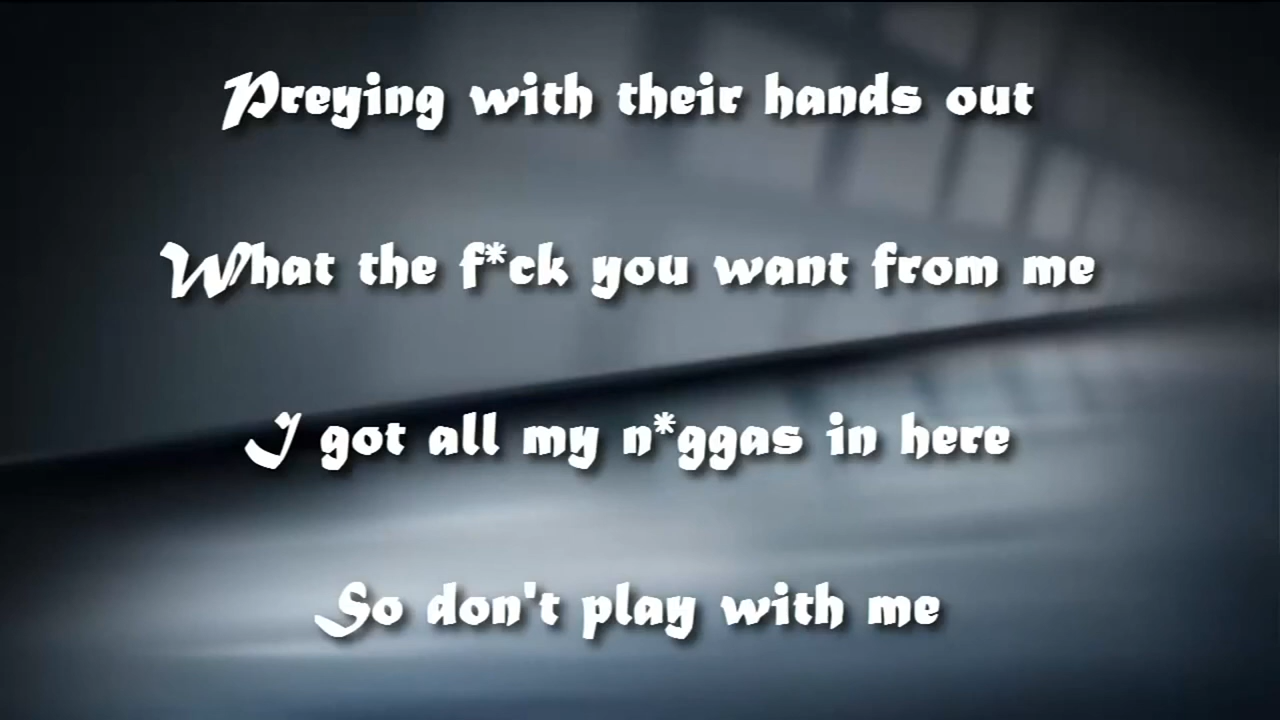 Preying with their hands out
What the f*ck you want from me
I got all my n*ggas in here
So don't play with me